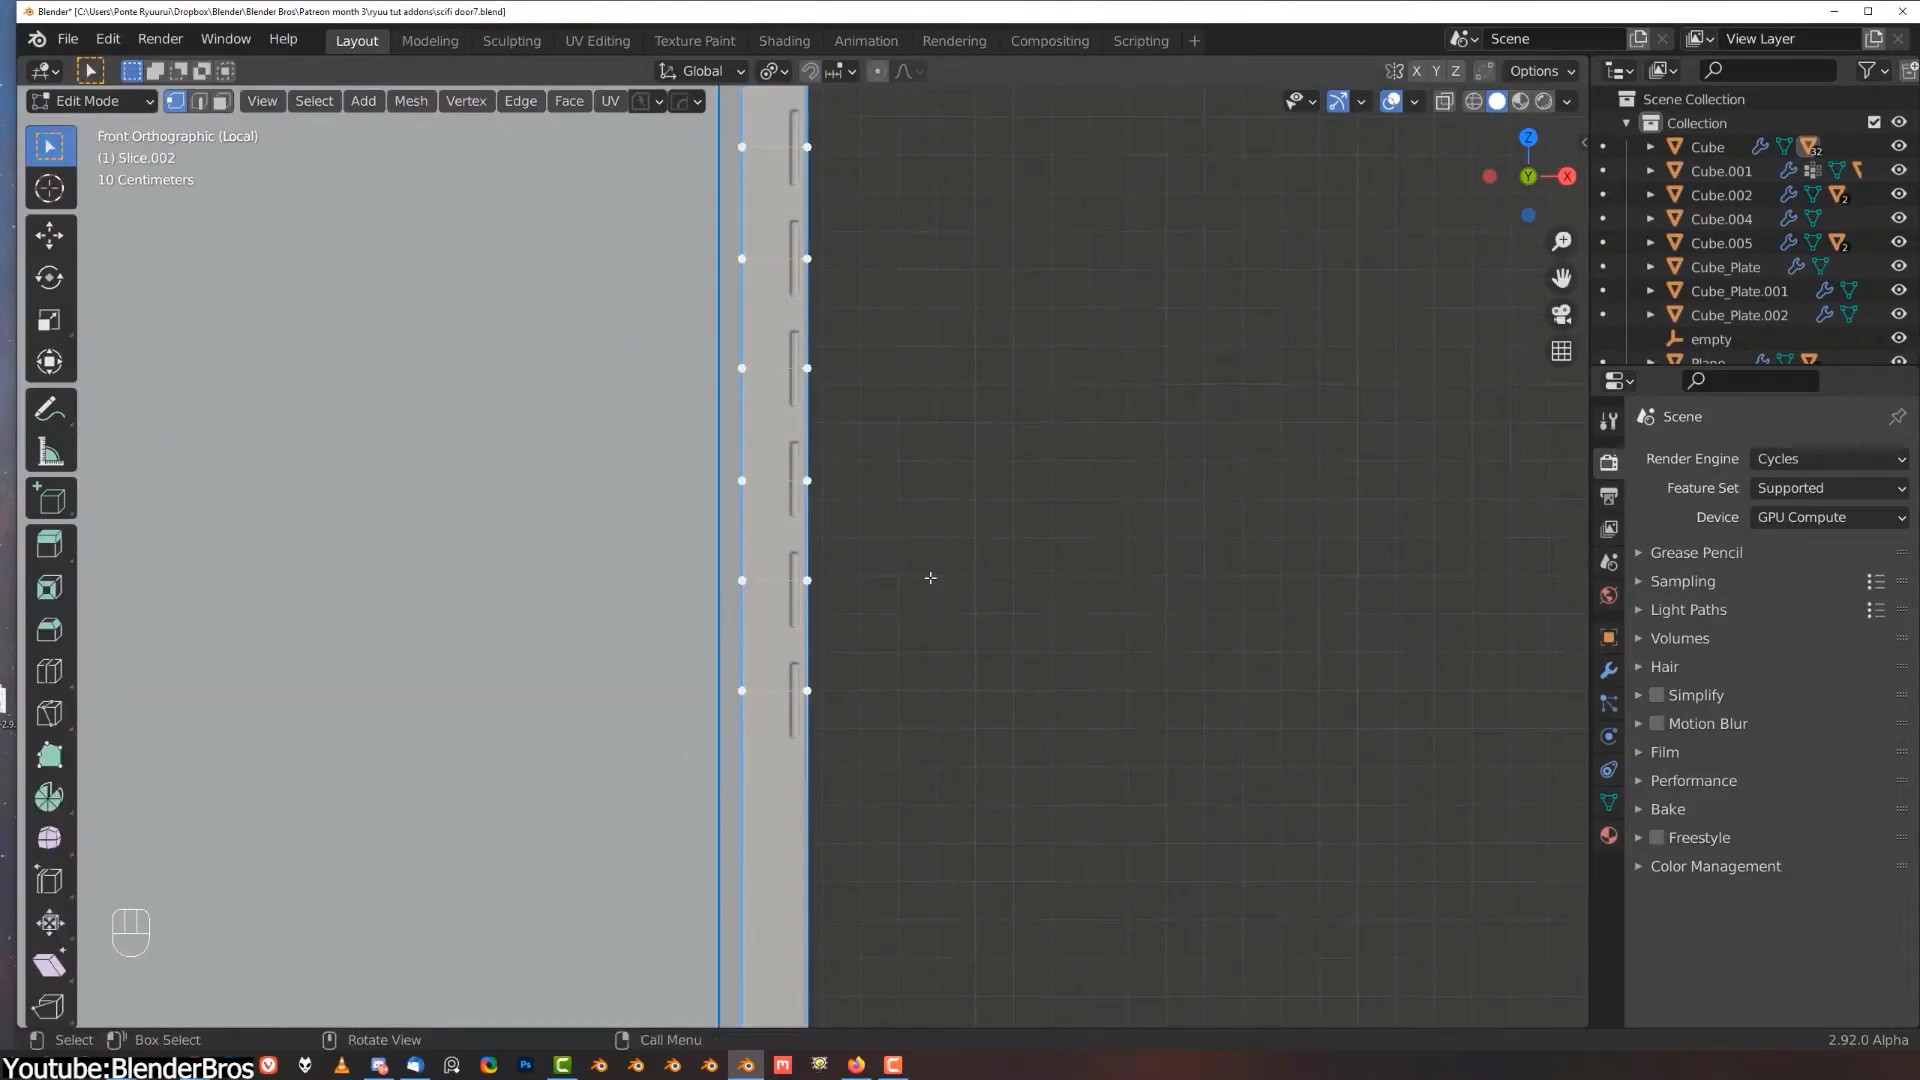 Blender* [C:\Users\Ponte Ryuurui\Dropbox\Blender\Blender Bros\Patreon month 3\ryuu tut addons\scifi door7.blend]
File Edit Render Window Help Layout Modeling Sculpting UV Editing Texture Paint Shading Animation Rendering Compositing Scripting + Scene View Layer
Global X Y Z Options
Edit Mode View Select Add Mesh Vertex Edge Face UV
Front Orthographic (Local)
(1) Slice.002
10 Centimeters
Z
Y X
Scene Collection
Collection
Cube 32
Cube.001
Cube.002 2
Cube.004
Cube.005 2
Cube_Plate
Cube_Plate.001
Cube_Plate.002
empty
Plane
Scene
Render Engine Cycles
Feature Set Supported
Device GPU Compute
Grease Pencil
Sampling
Light Paths
Volumes
Hair
Simplify
Motion Blur
Film
Performance
Bake
Freestyle
Color Management
Select Box Select Rotate View Call Menu 2.92.0 Alpha
Youtube:BlenderBros